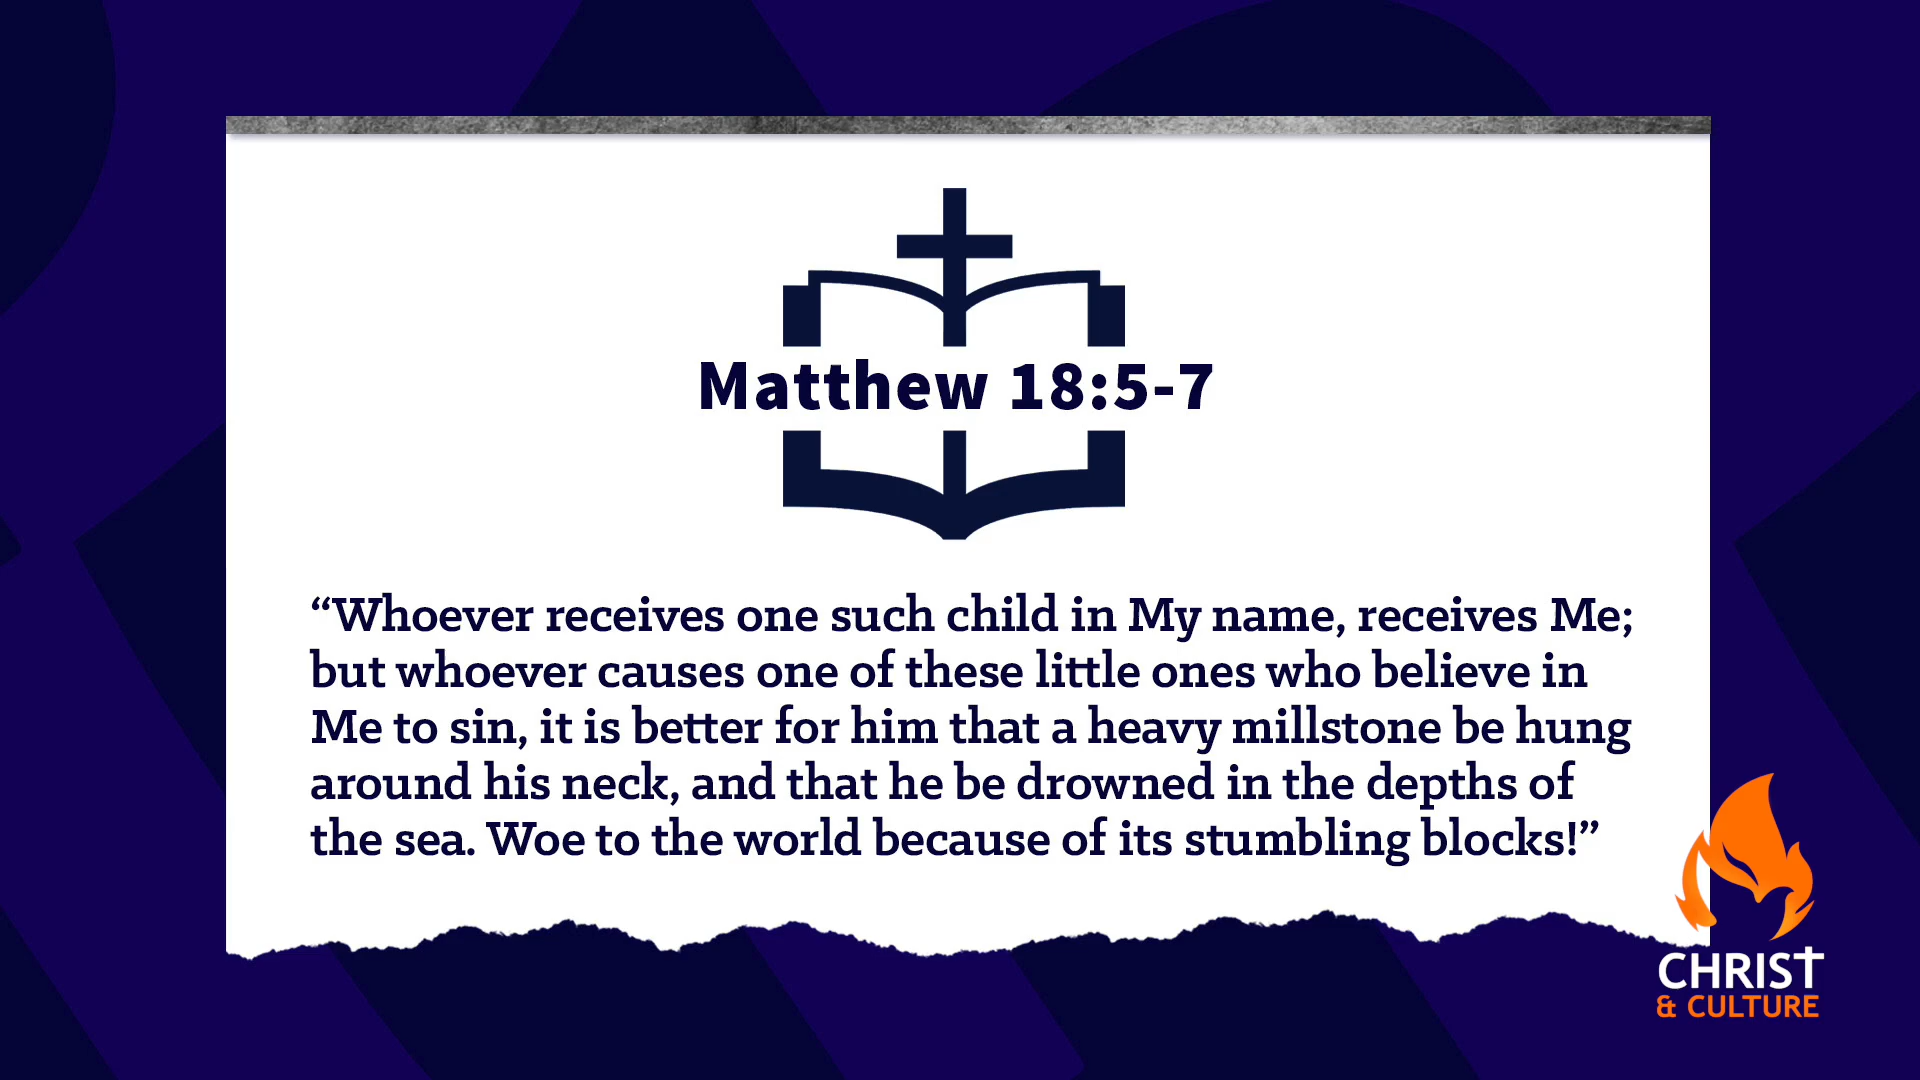 Matthew 18:5-7
“Whoever receives one such child in My name, receives Me;
but whoever causes one of these little ones who believe in
Me to sin, it is better for him that a heavy millstone be hung
around his neck, and that he be drowned in the depths of
the sea. Woe to the world because of its stumbling blocks!”
CHRIST
& CULTURE